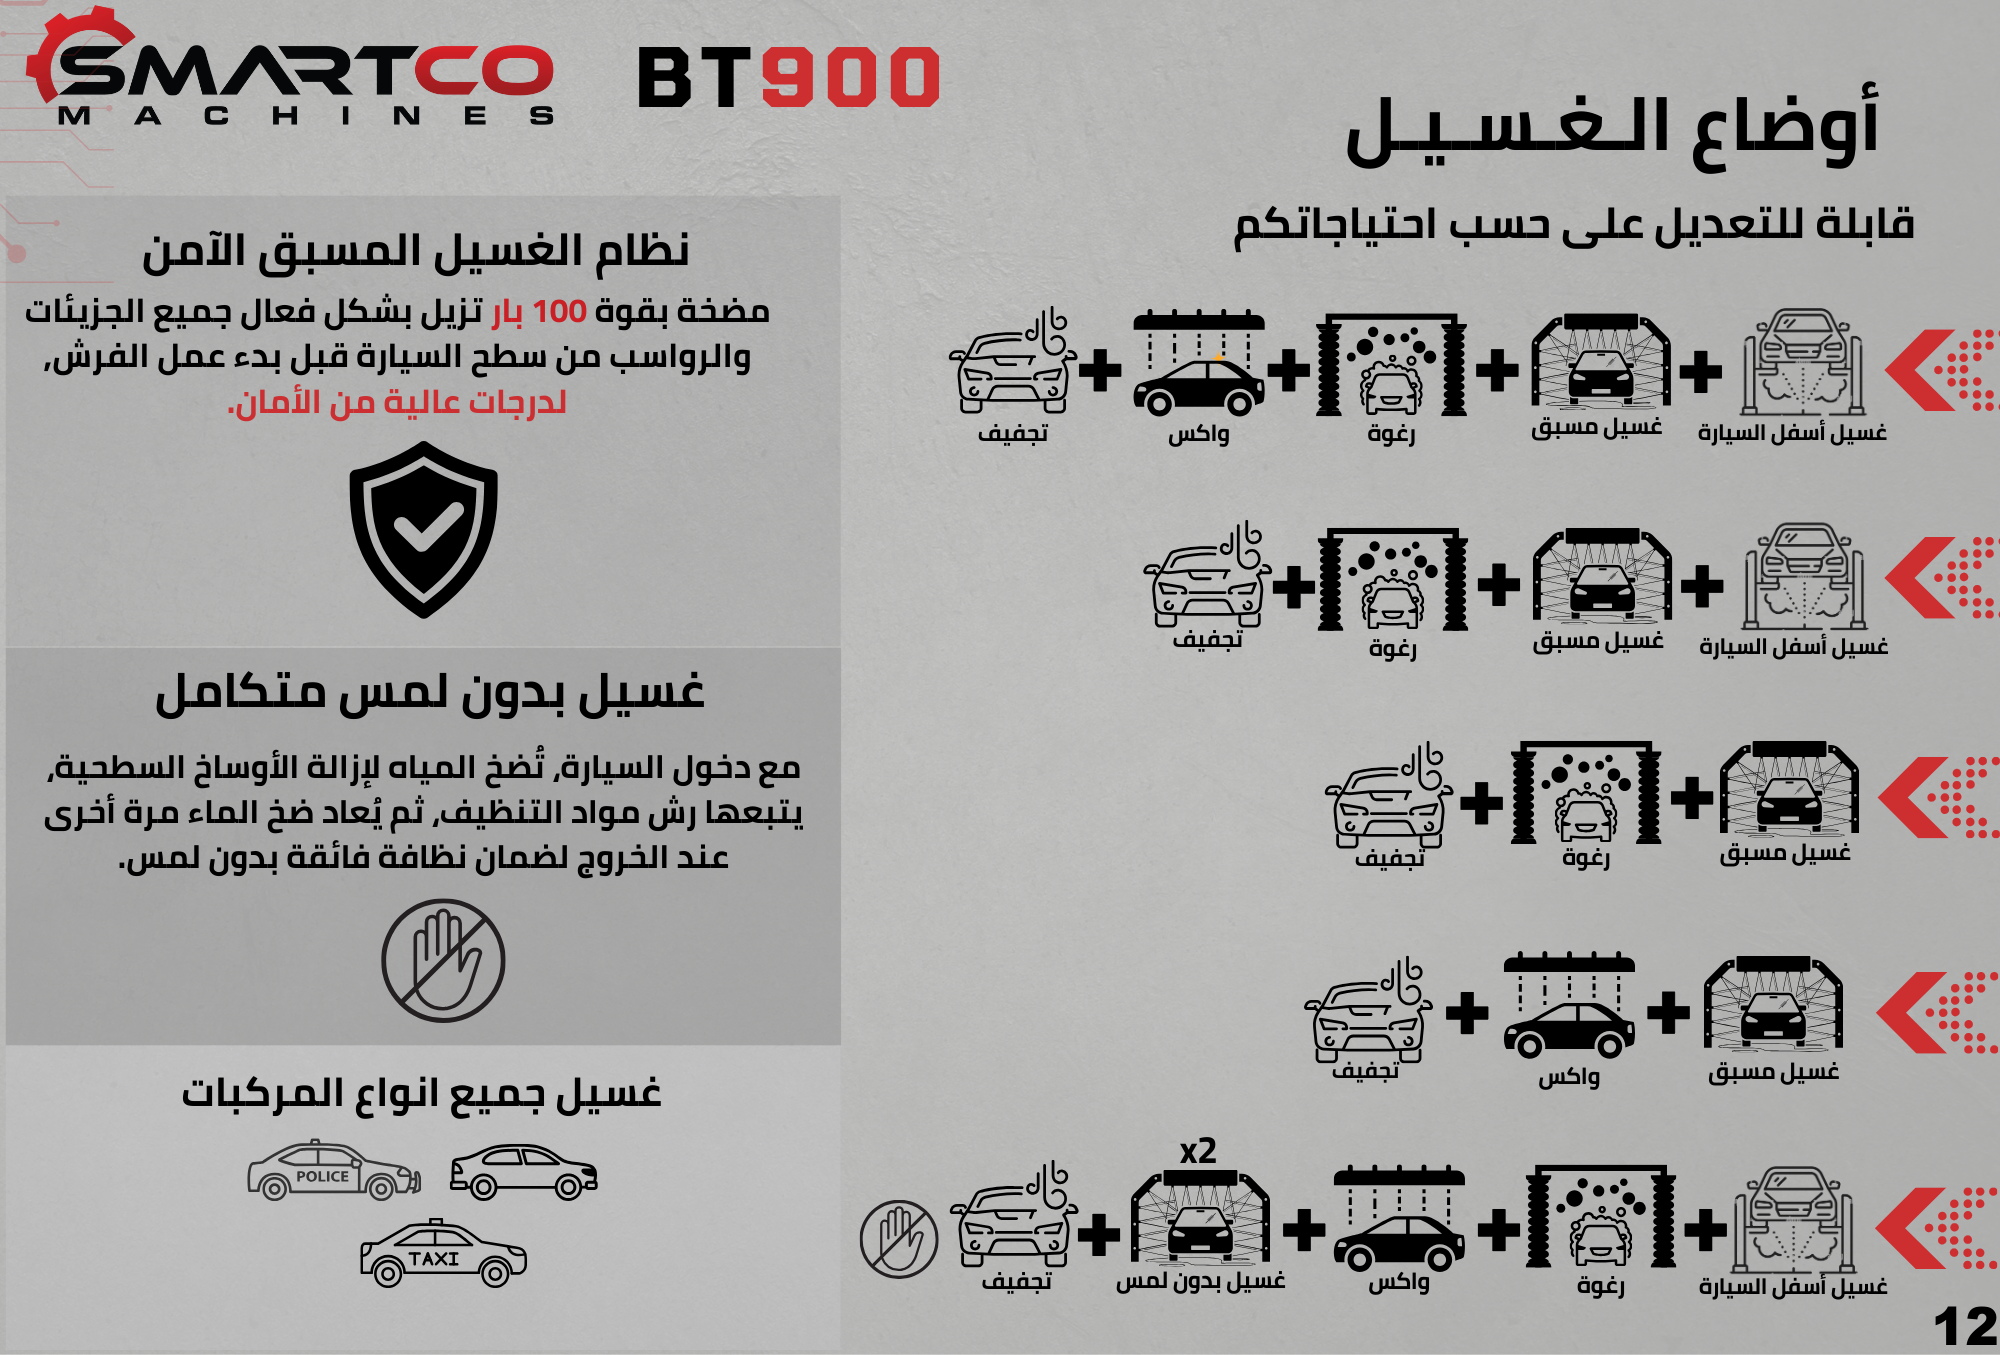 SMARTCO
MACHINES
BT900
أوضاع الـغـسـيـل
قابلة للتعديل على حسب احتياجاتكم
غسيل أسفل السيارة
غسيل مسبق
رغوة
واكس
تجفيف
غسيل أسفل السيارة
غسيل مسبق
رغوة
تجفيف
غسيل مسبق
رغوة
تجفيف
غسيل مسبق
واكس
تجفيف
x2
غسيل أسفل السيارة
رغوة
واكس
غسيل بدون لمس
تجفيف
نظام الغسيل المسبق الآمن
مضخة بقوة 100 بار تزيل بشكل فعال جميع الجزيئات
والرواسب من سطح السيارة قبل بدء عمل الفرش,
لدرجات عالية من الأمان.
غسيل بدون لمس متكامل
مع دخول السيارة، تُضخ المياه لإزالة الأوساخ السطحية،
يتبعها رش مواد التنظيف، ثم يُعاد ضخ الماء مرة أخرى
عند الخروج لضمان نظافة فائقة بدون لمس.
غسيل جميع انواع المركبات
POLICE
TAXI
12